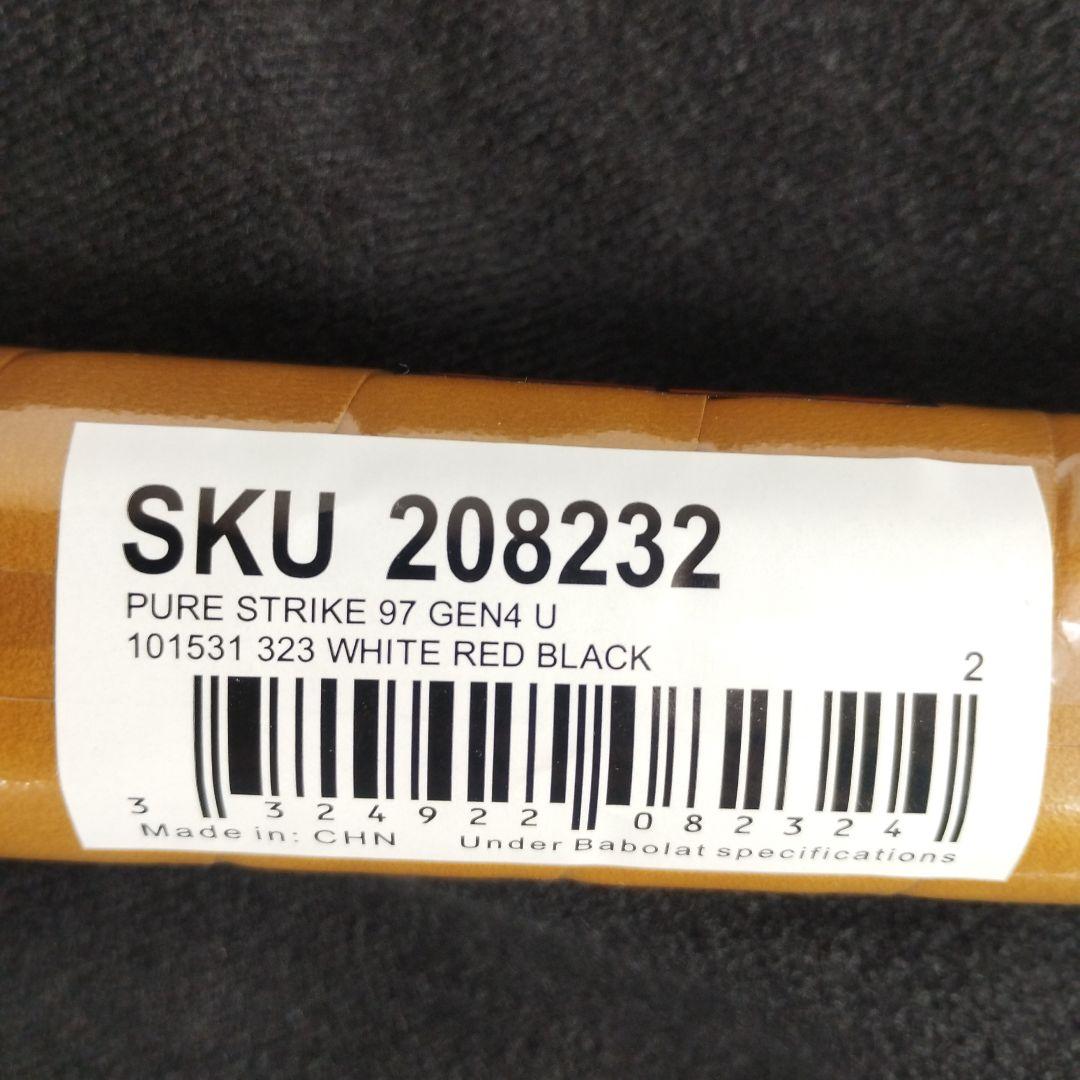 SKU 208232
PURE STRIKE 97 GEN4 U
101531 323 WHITE RED BLACK
2
3 324922 082324
Made in: CHN Under Babolat specifications